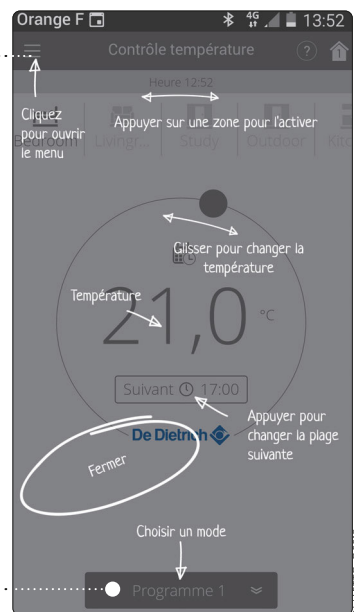 Orange F 4G 13:52
Contrôle température ? 1
Heure 12:52
Cliquez
pour ouvrir
le menu
Appuyer sur une zone pour l'activer
Bedroom Livingr... Study Outdoor Kitc
Glisser pour changer la
température
Température
21,0 °C
Suivant 17:00
Appuyer pour
changer la plage
suivante
De Dietrich
Fermer
Choisir un mode
Programme 1